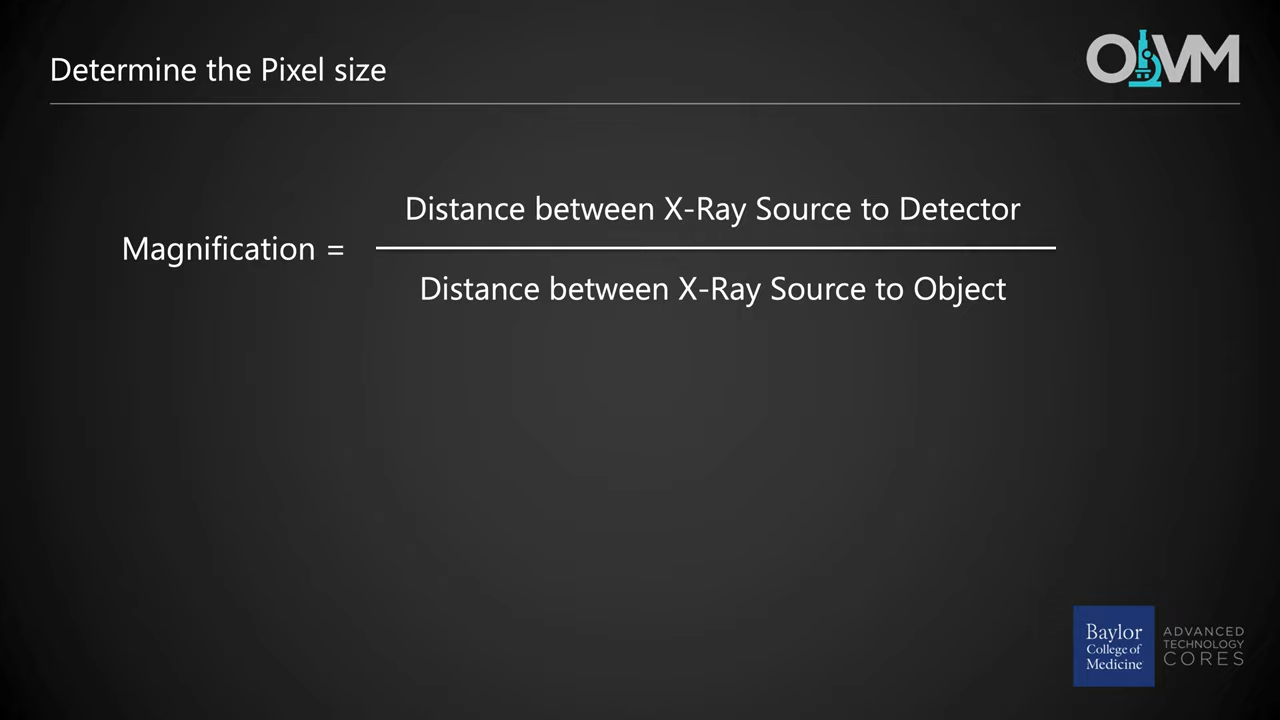 Determine the Pixel size
OiVM
Distance between X-Ray Source to Detector
Magnification =
Distance between X-Ray Source to Object
Baylor
College of
Medicine
ADVANCED
TECHNOLOGY
CORES